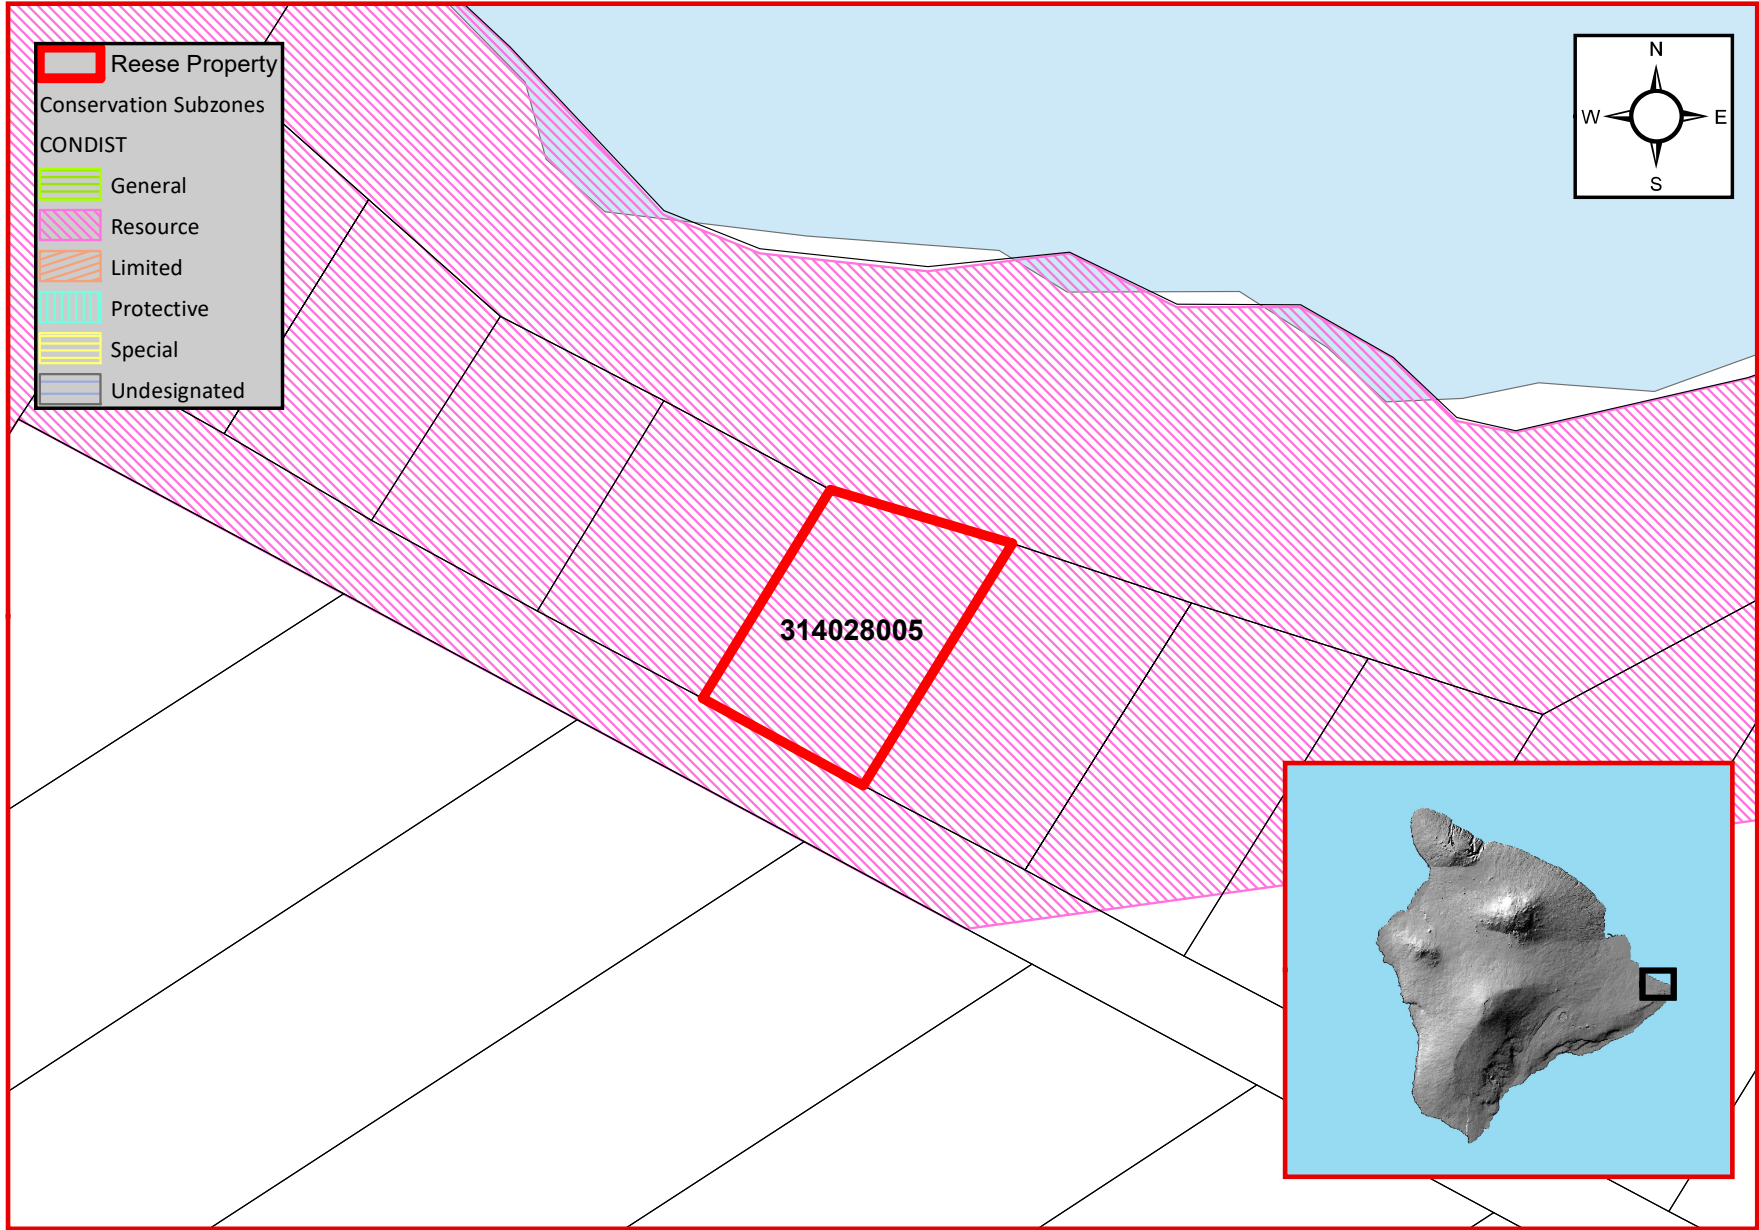 Reese Property
Conservation Subzones
CONDIST
General
Resource
Limited
Protective
Special
Undesignated
N
W E
S
314028005